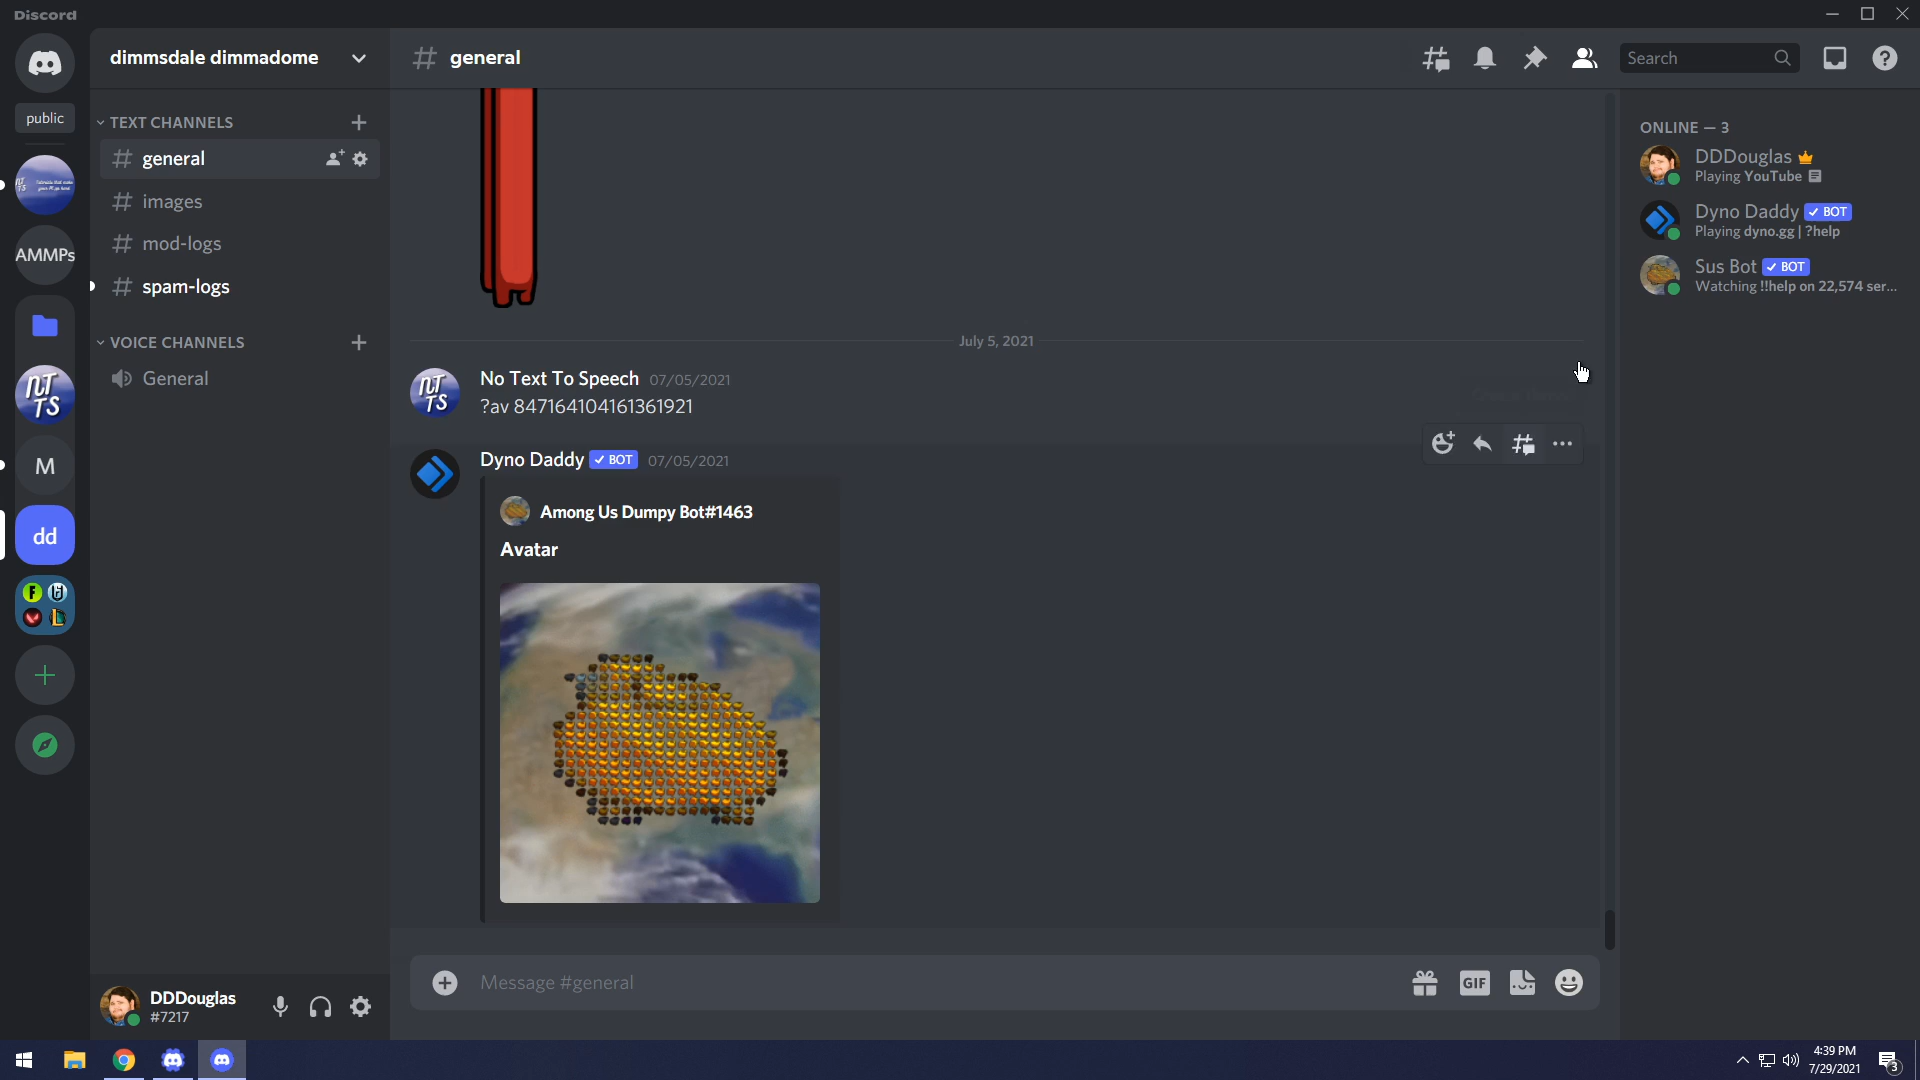 Discord
dimmsdale dimmadome
general
Search
public
TEXT CHANNELS
general
images
mod-logs
spam-logs
VOICE CHANNELS
General
AMMPs
NT
TS
M
dd
July 5, 2021
No Text To Speech 07/05/2021
?av 847164104161361921
Dyno Daddy ✓ BOT 07/05/2021
Among Us Dumpy Bot#1463
Avatar
Message #general
GIF
ONLINE — 3
DDDouglas
Playing YouTube
Dyno Daddy ✓ BOT
Playing dyno.gg | ?help
Sus Bot ✓ BOT
Watching !!help on 22,574 ser...
DDDouglas
#7217
4:39 PM
7/29/2021
3